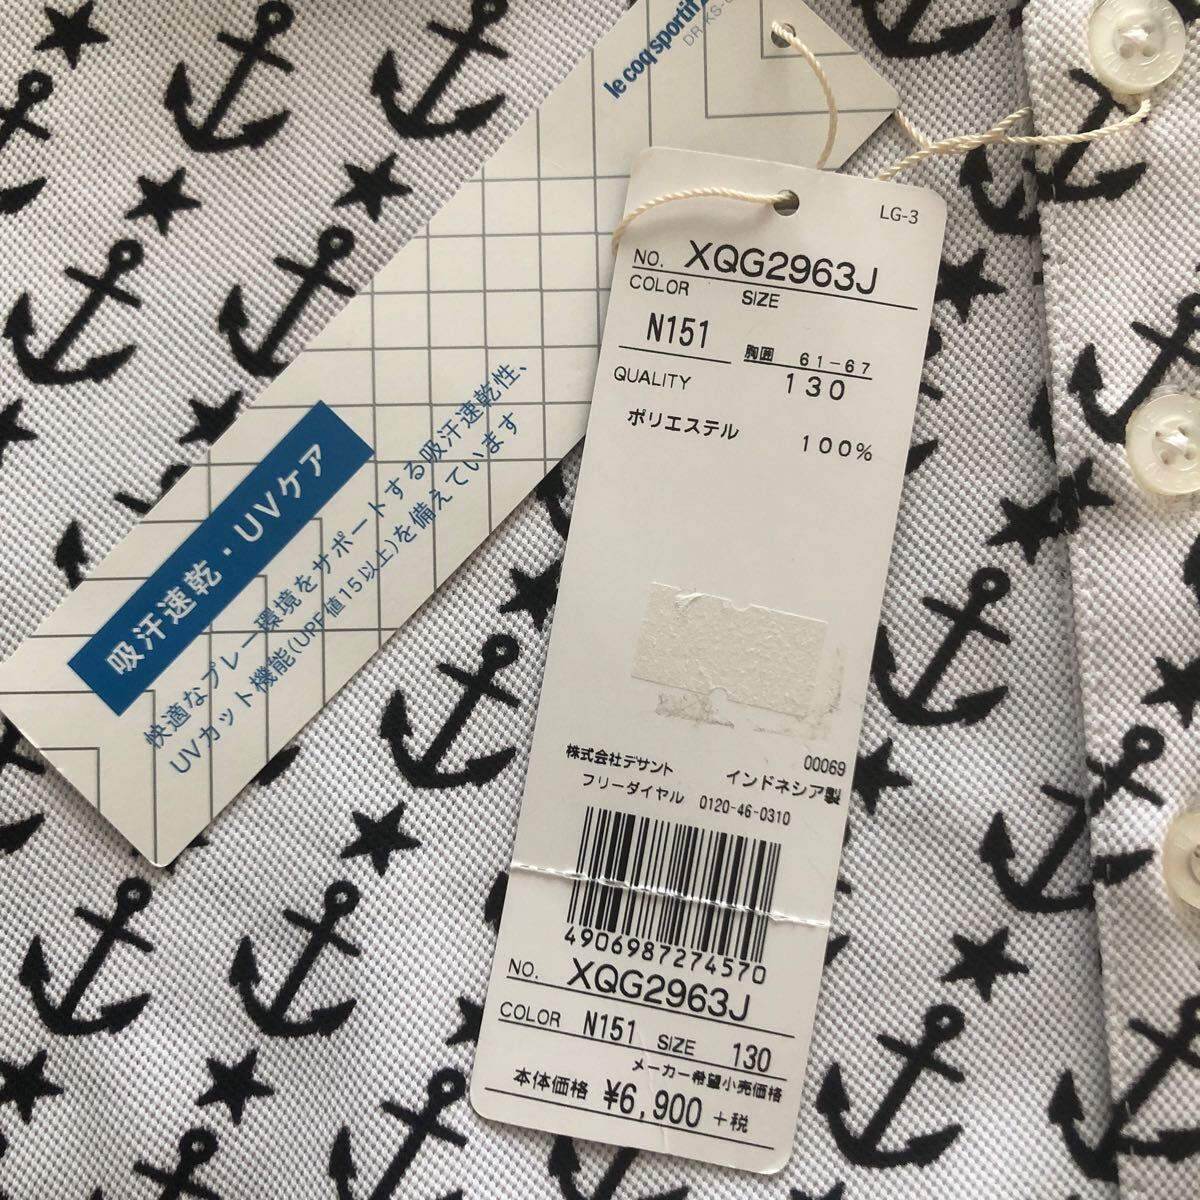 le coq sportif
吸汗速乾・UVケア
快適なプレー環境をサポートする吸汗速乾性、
UVカット機能(UPF値15以上)を備えています
LG-3
NO. XQG2963J
COLOR SIZE
N151 胸囲 61-67
130
QUALITY
ポリエステル 100%
00069
株式会社デサント インドネシア製
フリーダイヤル 0120-46-0310
4906987274570
NO. XQG2963J
COLOR N151 SIZE 130
メーカー希望小売価格
本体価格 ¥6,900 +税